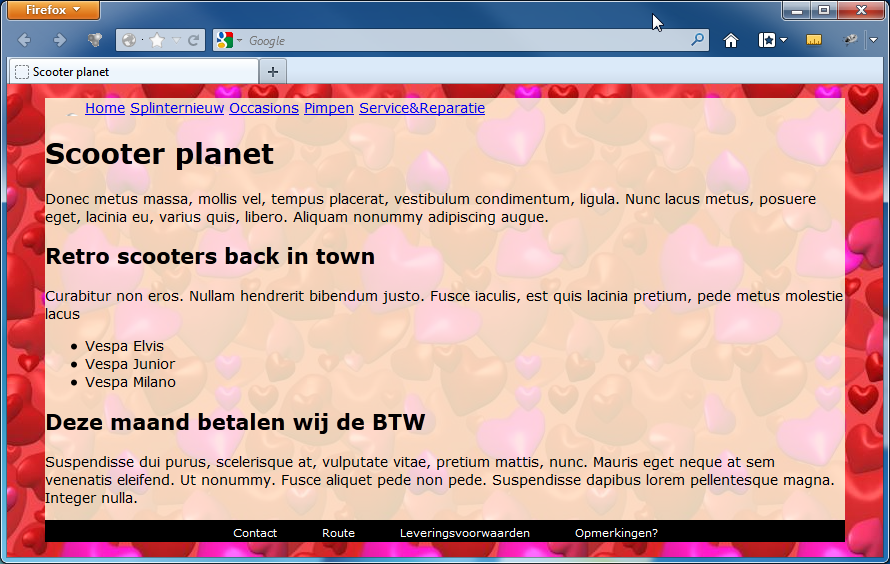 Firefox
Google
Scooter planet
Home Splinternieuw Occasions Pimpen Service&Reparatie
Scooter planet
Donec metus massa, mollis vel, tempus placerat, vestibulum condimentum, ligula. Nunc lacus metus, posuere
eget, lacinia eu, varius quis, libero. Aliquam nonummy adipiscing augue.
Retro scooters back in town
Curabitur non eros. Nullam hendrerit bibendum justo. Fusce iaculis, est quis lacinia pretium, pede metus molestie
lacus
Vespa Elvis
Vespa Junior
Vespa Milano
Deze maand betalen wij de BTW
Suspendisse dui purus, scelerisque at, vulputate vitae, pretium mattis, nunc. Mauris eget neque at sem
venenatis eleifend. Ut nonummy. Fusce aliquet pede non pede. Suspendisse dapibus lorem pellentesque magna.
Integer nulla.
Contact Route Leveringsvoorwaarden Opmerkingen?